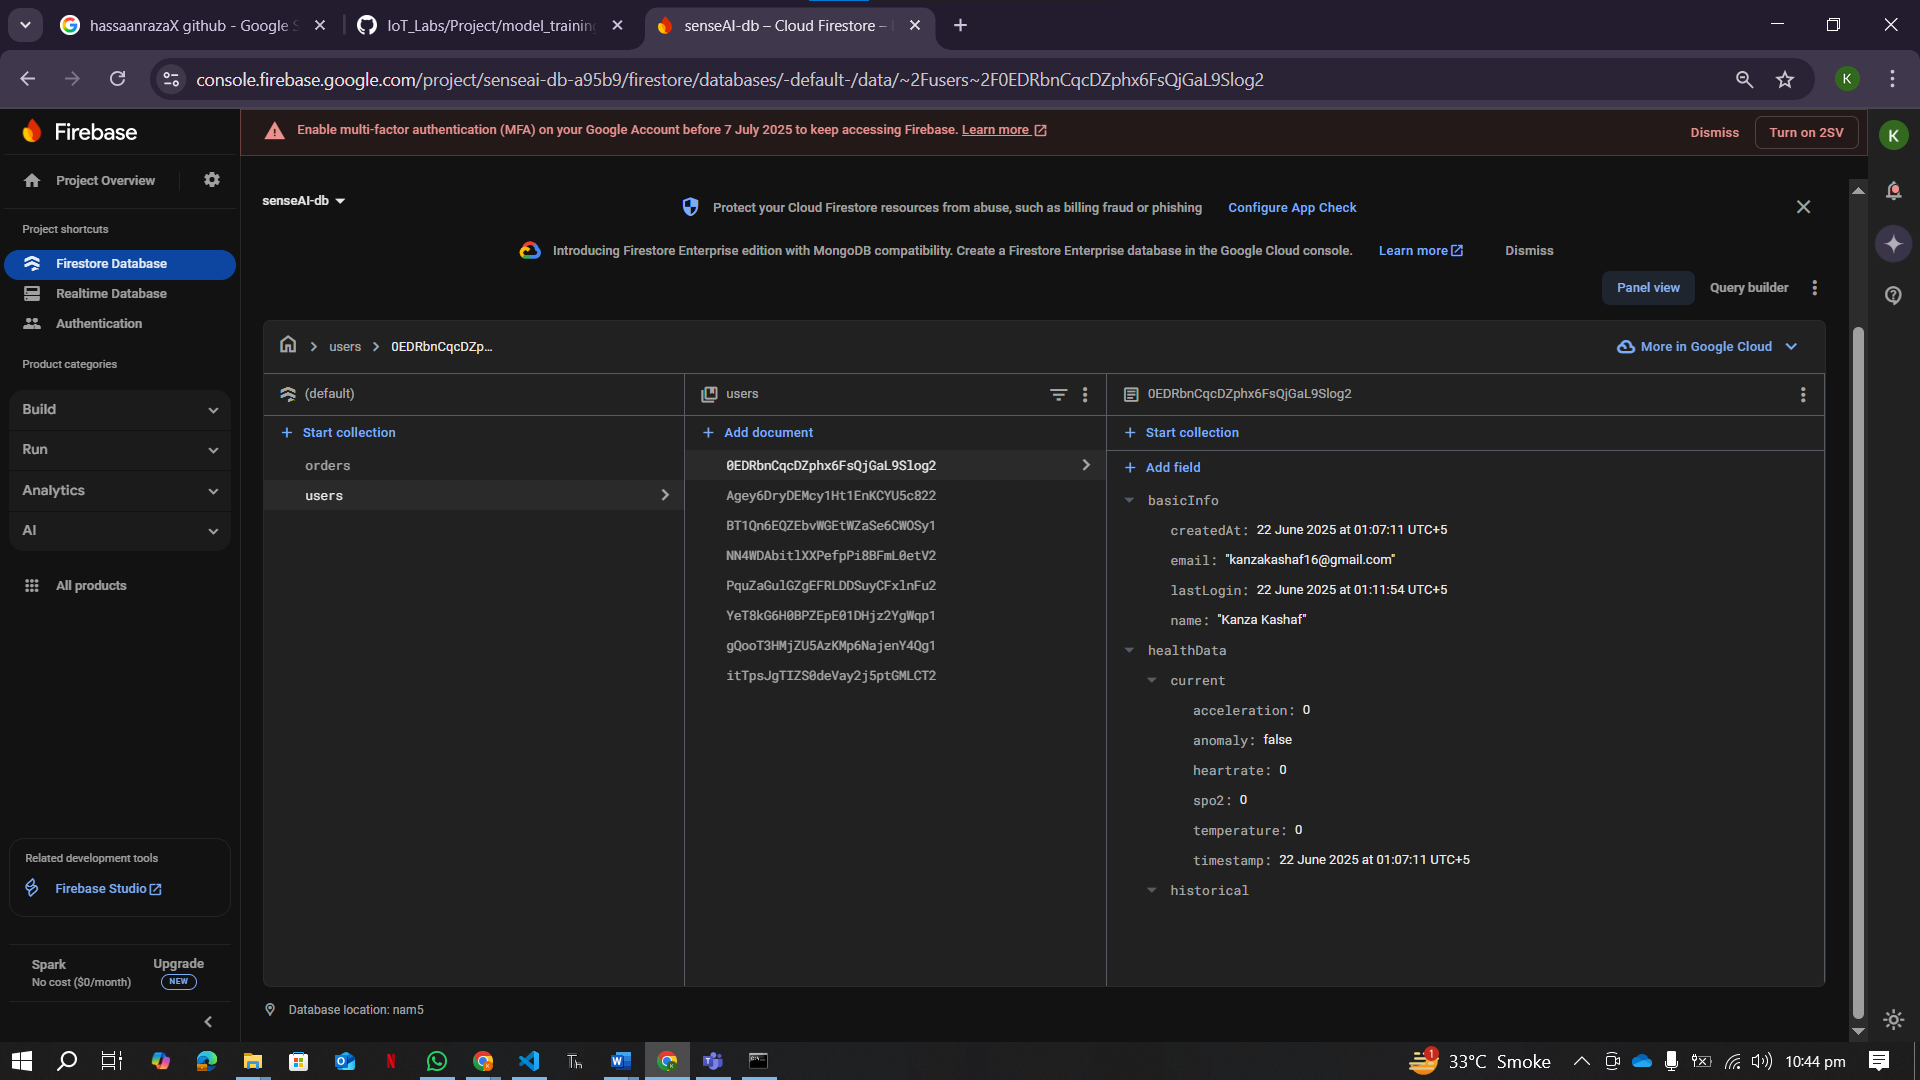 hassaanrazaX github - Google S
IoT_Labs/Project/model_training
senseAI-db – Cloud Firestore –
console.firebase.google.com/project/senseai-db-a95b9/firestore/databases/-default-/data/~2Fusers~2F0EDRbnCqcDZphx6FsQjGaL9Slog2
K
Firebase
Enable multi-factor authentication (MFA) on your Google Account before 7 July 2025 to keep accessing Firebase. Learn more
Dismiss
Turn on 2SV
K
Project Overview
senseAI-db
Protect your Cloud Firestore resources from abuse, such as billing fraud or phishing
Configure App Check
Project shortcuts
Introducing Firestore Enterprise edition with MongoDB compatibility. Create a Firestore Enterprise database in the Google Cloud console.
Learn more
Dismiss
Firestore Database
Realtime Database
Authentication
Panel view
Query builder
Product categories
Build
Run
Analytics
AI
All products
users
0EDRbnCqcDZp...
More in Google Cloud
(default)
Start collection
orders
users
users
Add document
0EDRbnCqcDZphx6FsQjGaL9Slog2
Agey6DryDEMcy1Ht1EnKCYU5c822
BT1Qn6EQZEbvWGEtWZaSe6CWOSy1
NN4WDAbitlXXPefpPi8BFmL0etV2
PquZaGulGZgEFRLDDSuyCFxlnFu2
YeT8kG6H0BPZEpE01DHjz2YgWqp1
gQooT3HMjZU5AzKMp6NajenY4Qg1
itTpsJgTIZS0deVay2j5ptGMLCT2
0EDRbnCqcDZphx6FsQjGaL9Slog2
Start collection
Add field
basicInfo
createdAt: 22 June 2025 at 01:07:11 UTC+5
email: "kanzakashaf16@gmail.com"
lastLogin: 22 June 2025 at 01:11:54 UTC+5
name: "Kanza Kashaf"
healthData
current
acceleration: 0
anomaly: false
heartrate: 0
spo2: 0
temperature: 0
timestamp: 22 June 2025 at 01:07:11 UTC+5
historical
Related development tools
Firebase Studio
Spark
No cost ($0/month)
Upgrade
NEW
Database location: nam5
1
33°C Smoke
10:44 pm